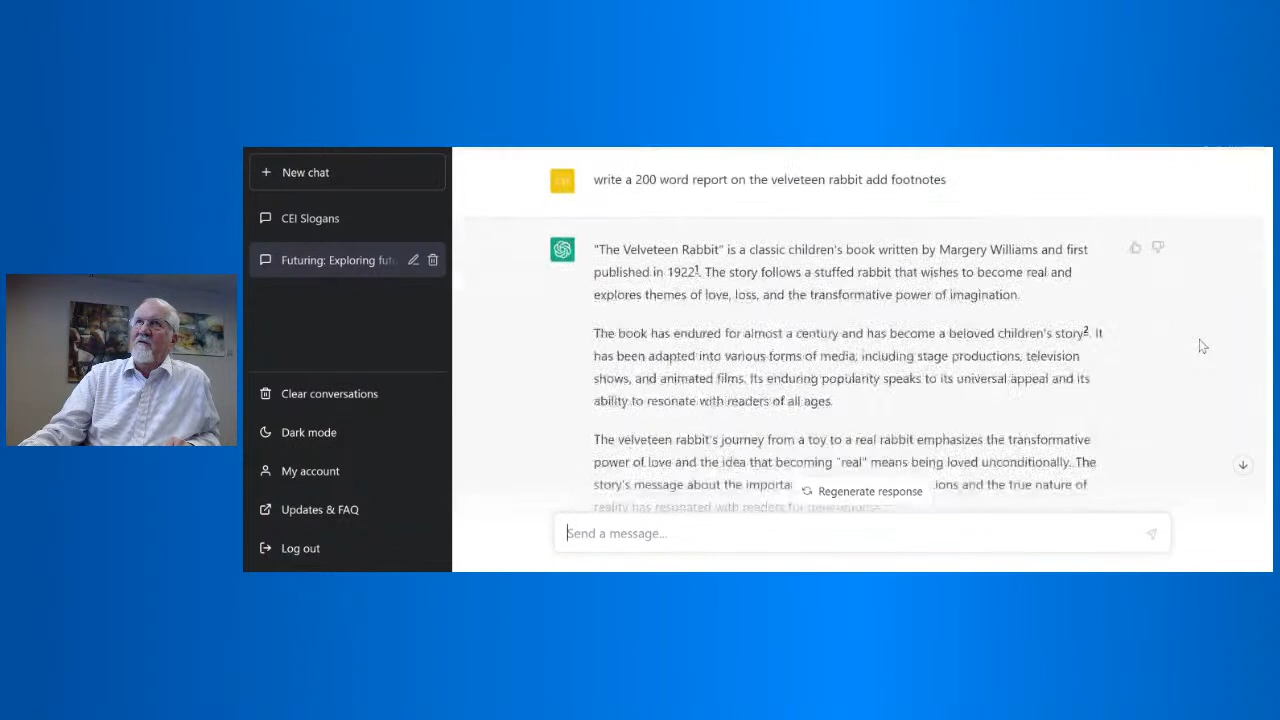 New chat
CEI Slogans
Futuring: Exploring futu
Clear conversations
Dark mode
My account
Updates & FAQ
Log out
write a 200 word report on the velveteen rabbit add footnotes
"The Velveteen Rabbit" is a classic children's book written by Margery Williams and first
published in 1922¹. The story follows a stuffed rabbit that wishes to become real and
explores themes of love, loss, and the transformative power of imagination.
The book has endured for almost a century and has become a beloved children's story². It
has been adapted into various forms of media, including stage productions, television
shows, and animated films. Its enduring popularity speaks to its universal appeal and its
ability to resonate with readers of all ages.
The velveteen rabbit's journey from a toy to a real rabbit emphasizes the transformative
power of love and the idea that becoming "real" means being loved unconditionally. The
story's message about the importa ions and the true nature of
reality has resonated with readers for generations.
Regenerate response
Send a message...